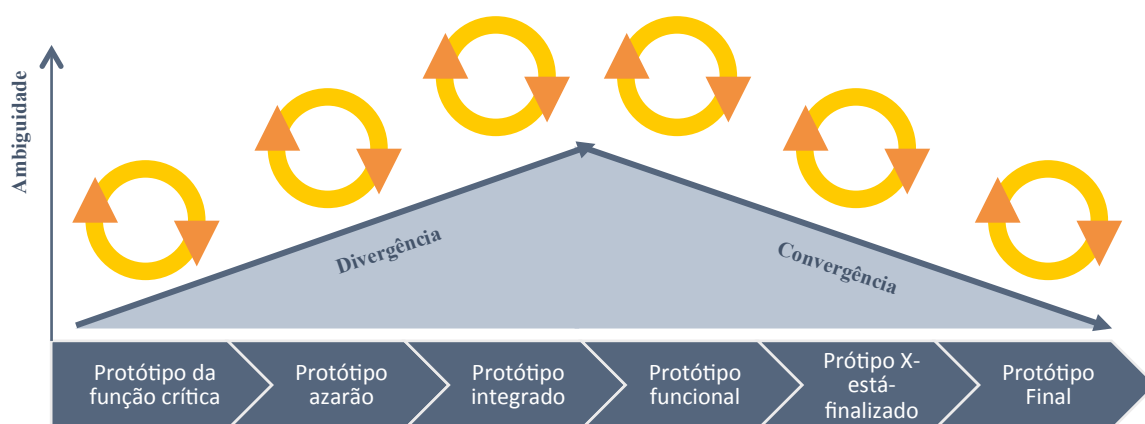 Ambiguidade
Divergência
Convergência
Protótipo da
função crítica
Protótipo
azarão
Protótipo
integrado
Protótipo
funcional
Prótipo X-
está-
finalizado
Protótipo
Final